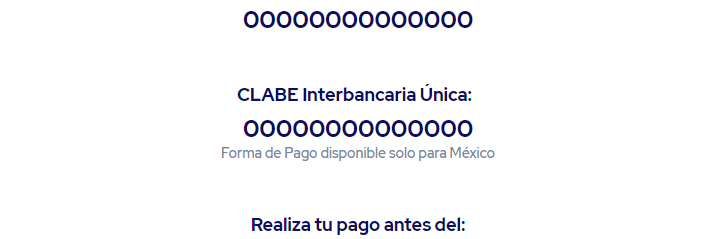 00000000000000
CLABE Interbancaria Única:
00000000000000
Forma de Pago disponible solo para México
Realiza tu pago antes del: